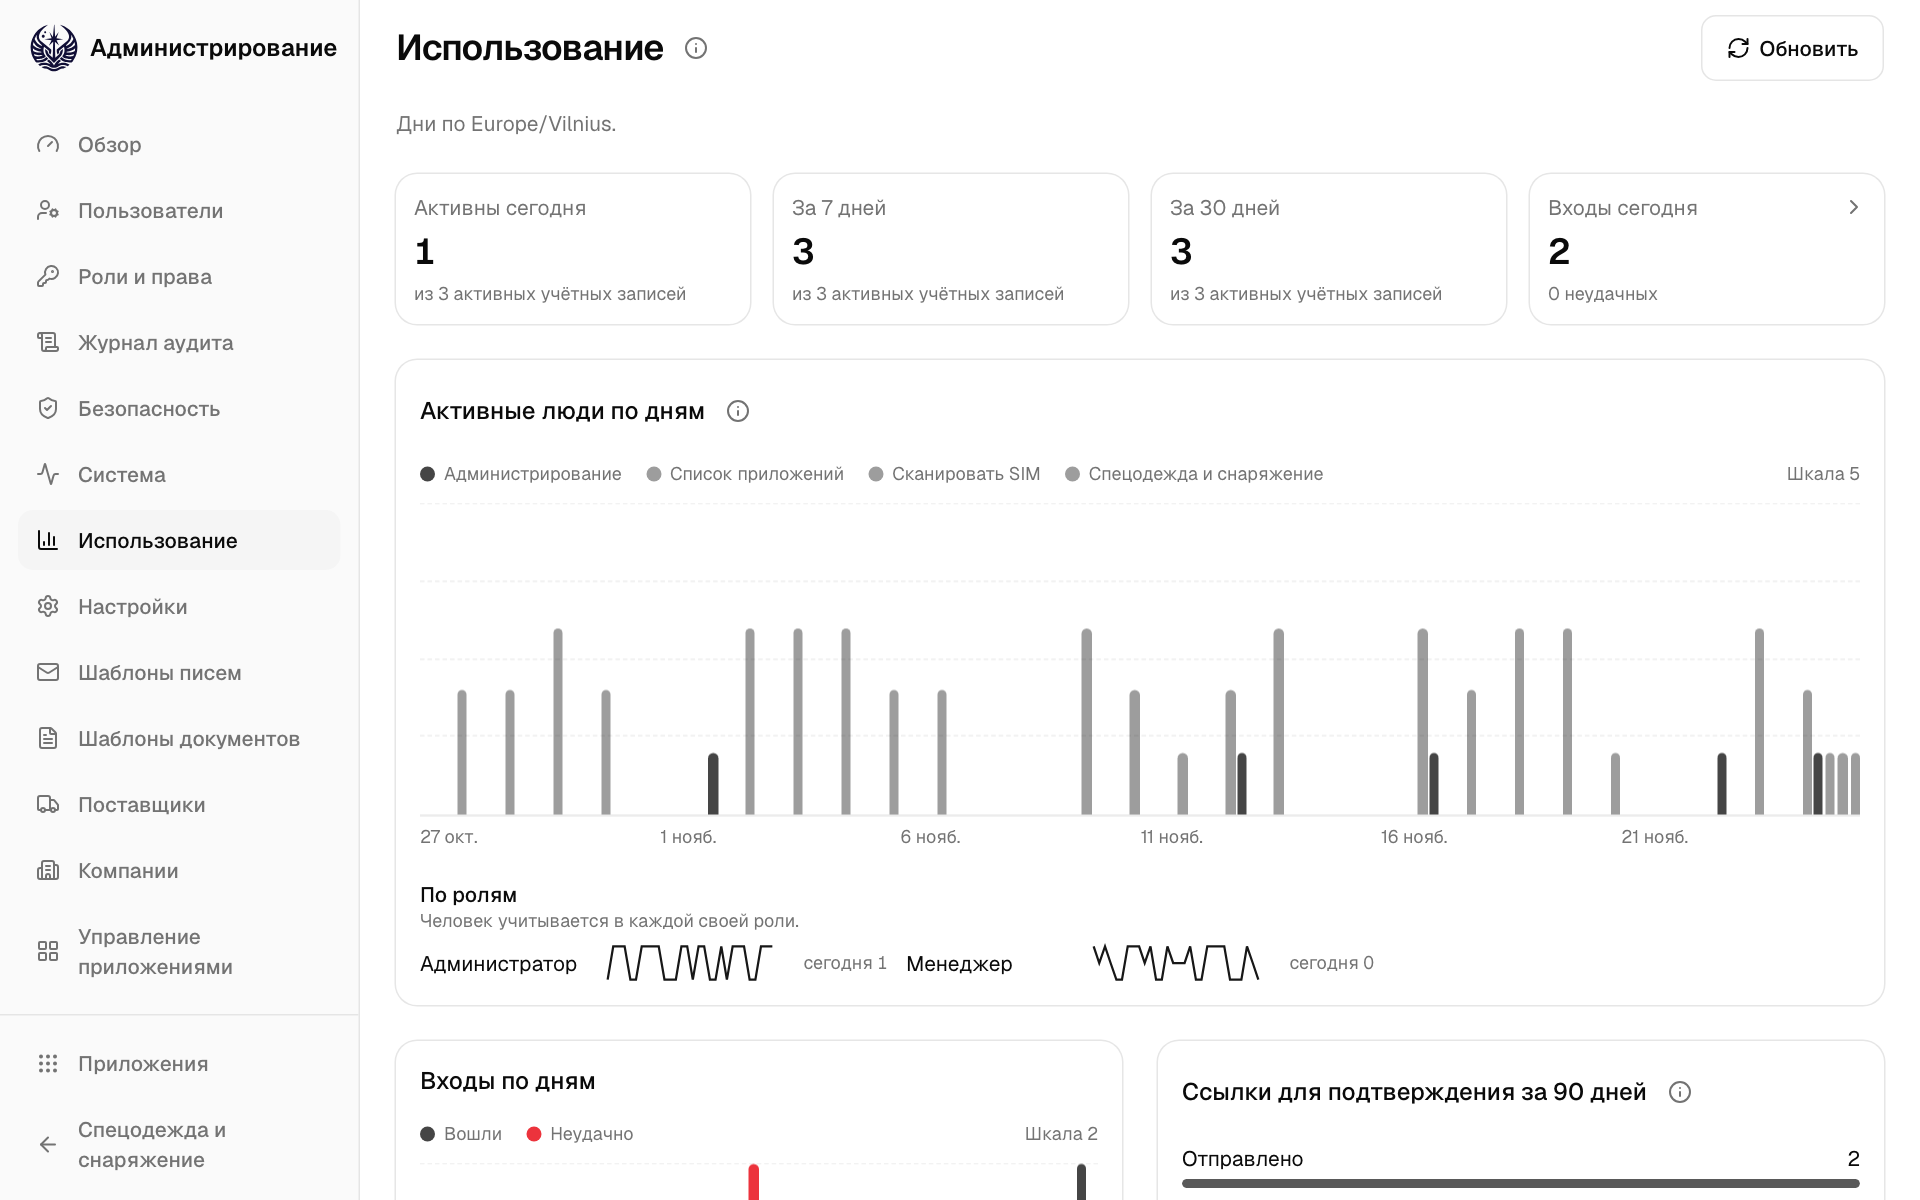 Администрирование
Обзор
Пользователи
Роли и права
Журнал аудита
Безопасность
Система
Использование
Настройки
Шаблоны писем
Шаблоны документов
Поставщики
Компании
Управление
приложениями
Приложения
Спецодежда и
снаряжение
Использование
Обновить
Дни по Europe/Vilnius.
Активны сегодня
1
из 3 активных учётных записей
За 7 дней
3
из 3 активных учётных записей
За 30 дней
3
из 3 активных учётных записей
Входы сегодня
2
0 неудачных
Активные люди по дням
Администрирование Список приложений Сканировать SIM Спецодежда и снаряжение Шкала 5
27 окт. 1 нояб. 6 нояб. 11 нояб. 16 нояб. 21 нояб.
По ролям
Человек учитывается в каждой своей роли.
Администратор сегодня 1 Менеджер сегодня 0
Входы по дням
Вошли Неудачно Шкала 2
Ссылки для подтверждения за 90 дней
Отправлено 2